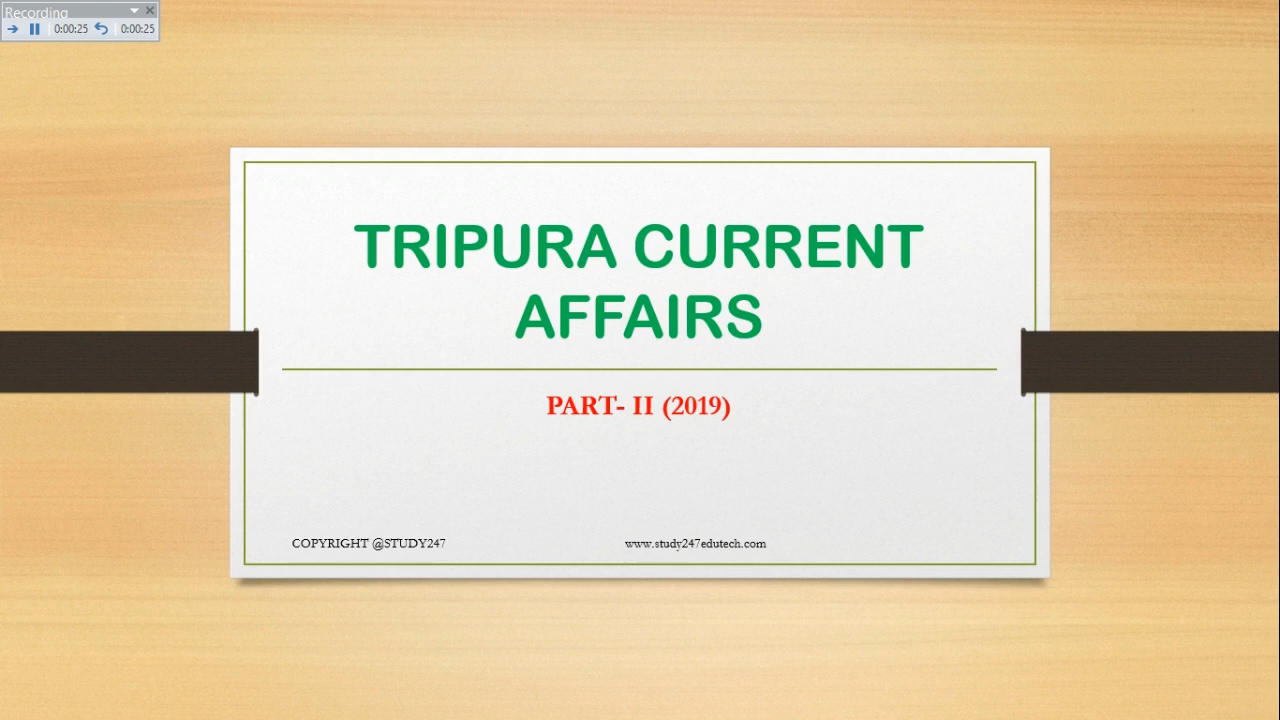 Recording
0:00:25 0:00:25
TRIPURA CURRENT
AFFAIRS
PART- II (2019)
COPYRIGHT @STUDY247 www.study247edutech.com